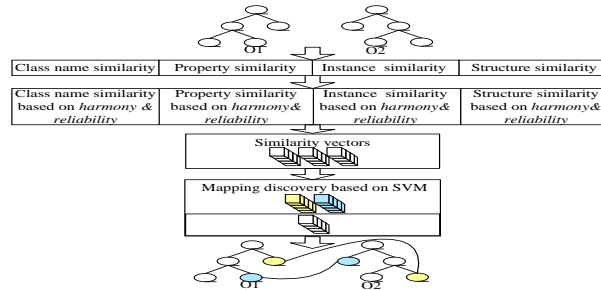 O1 O2
Class name similarity Property similarity Instance similarity Structure similarity
Class name similarity based on harmony & reliability
Property similarity based on harmony& reliability
Instance similarity based on harmony& reliability
Structure similarity based on harmony& reliability
Similarity vectors
Mapping discovery based on SVM
O1 O2